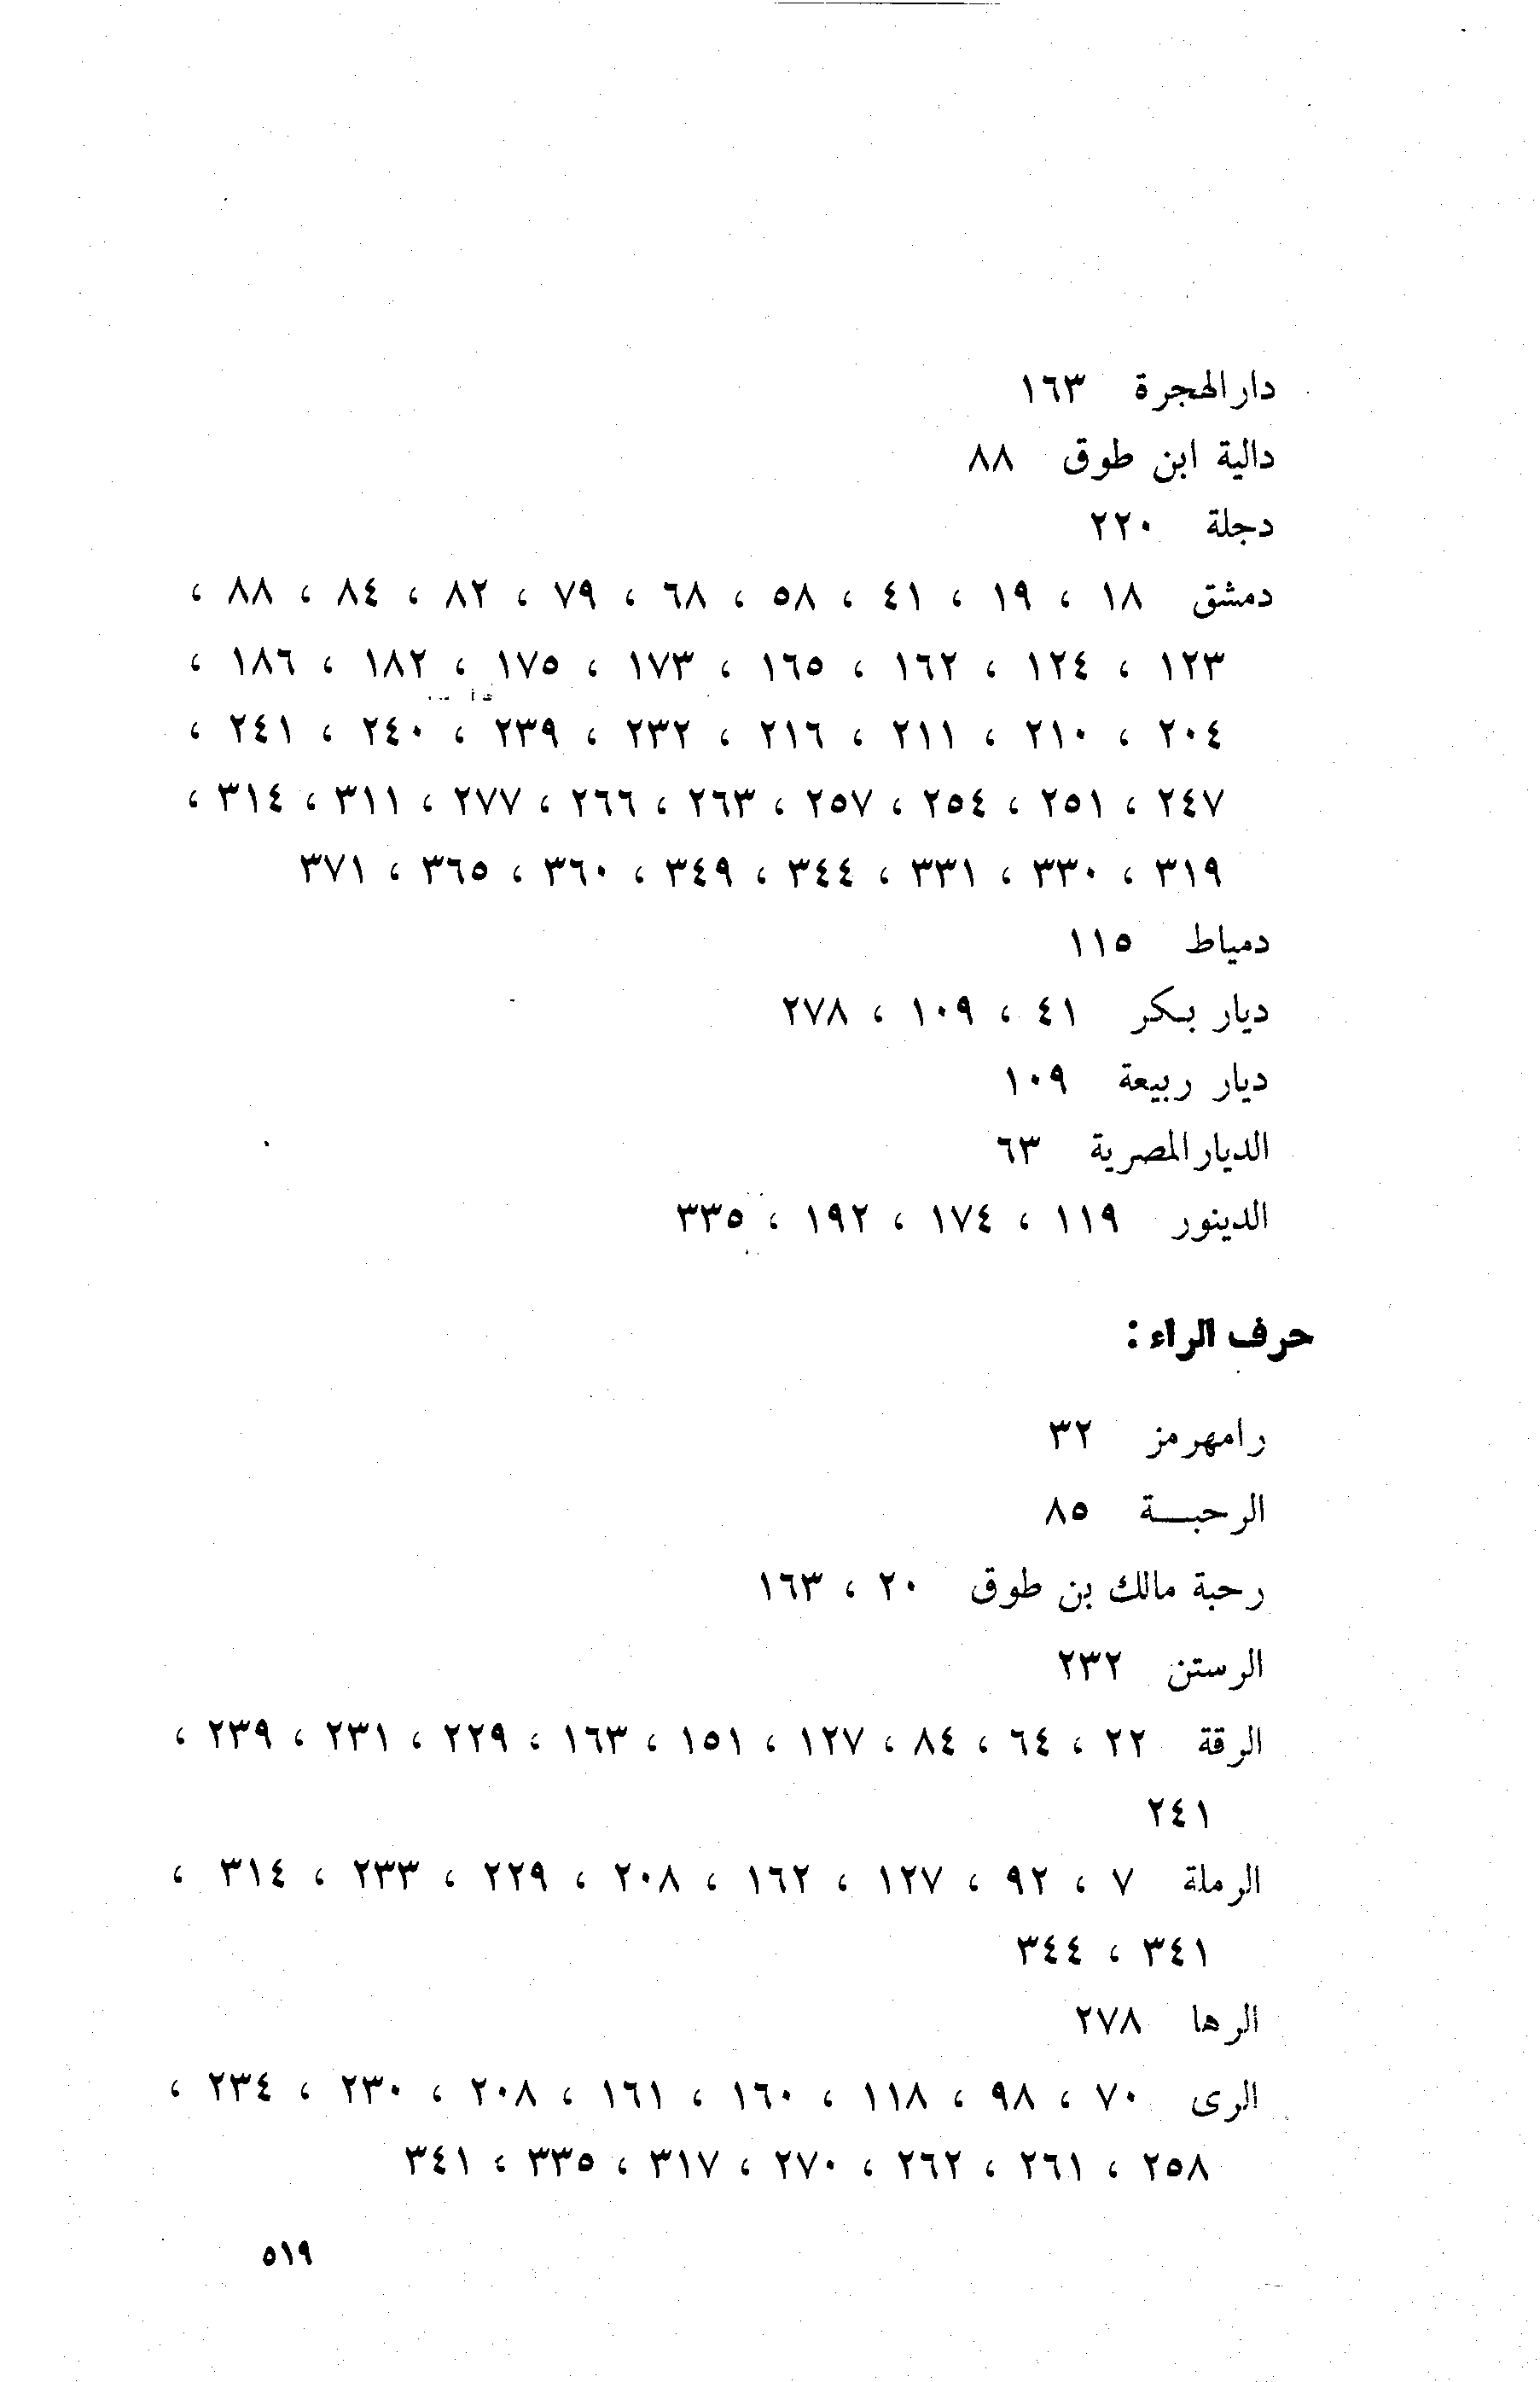 دار الهجرة ١٦٣
دالية ابن طوق ٨٨
دجلة ٢٢٠
دمشق ١٨ ، ١٩ ، ٤١ ، ٥٨ ، ٦٨ ، ٧٩ ، ٨٢ ، ٨٤ ، ٨٨ ،
١٢٣ ، ١٢٤ ، ١٦٢ ، ١٦٥ ، ١٧٣ ، ١٧٥ ، ١٨٢ ، ١٨٦ ،
٢٠٤ ، ٢١٠ ، ٢١١ ، ٢١٦ ، ٢٣٢ ، ٢٣٩ ، ٢٤٠ ، ٢٤١ ،
٢٤٧ ، ٢٥١ ، ٢٥٤ ، ٢٥٧ ، ٢٦٣ ، ٢٦٦ ، ٢٧٧ ، ٣١١ ، ٣١٤ ،
٣١٩ ، ٣٣٠ ، ٣٣١ ، ٣٤٤ ، ٣٤٩ ، ٣٦٠ ، ٣٦٥ ، ٣٧١
دمياط ١١٥
ديار بكر ٤١ ، ١٠٩ ، ٢٧٨
ديار ربيعة ١٠٩
الديار المصرية ٦٣
الدينور ١١٩ ، ١٧٤ ، ١٩٢ ، ٣٣٥
حرف الراء :
رامهرمز ٣٢
الرحبـــة ٨٥
رحبة مالك بن طوق ٢٠ ، ١٦٣
الرستن ٢٣٢
الرقة ٢٢ ، ٦٤ ، ٨٤ ، ١٢٧ ، ١٥١ ، ١٦٣ ، ٢٢٩ ، ٢٣١ ، ٢٣٩ ،
٢٤١
الرملة ٧ ، ٩٢ ، ١٢٧ ، ١٦٢ ، ٢٠٨ ، ٢٢٩ ، ٢٣٣ ، ٣١٤ ،
٣٤١ ، ٣٤٤
الرها ٢٧٨
الرى ٧٠ ، ٩٨ ، ١١٨ ، ١٦٠ ، ١٦١ ، ٢٠٨ ، ٢٣٠ ، ٢٣٤ ،
٢٥٨ ، ٢٦١ ، ٢٦٢ ، ٢٧٠ ، ٣١٧ ، ٣٣٥ ، ٣٤١
٥١٩